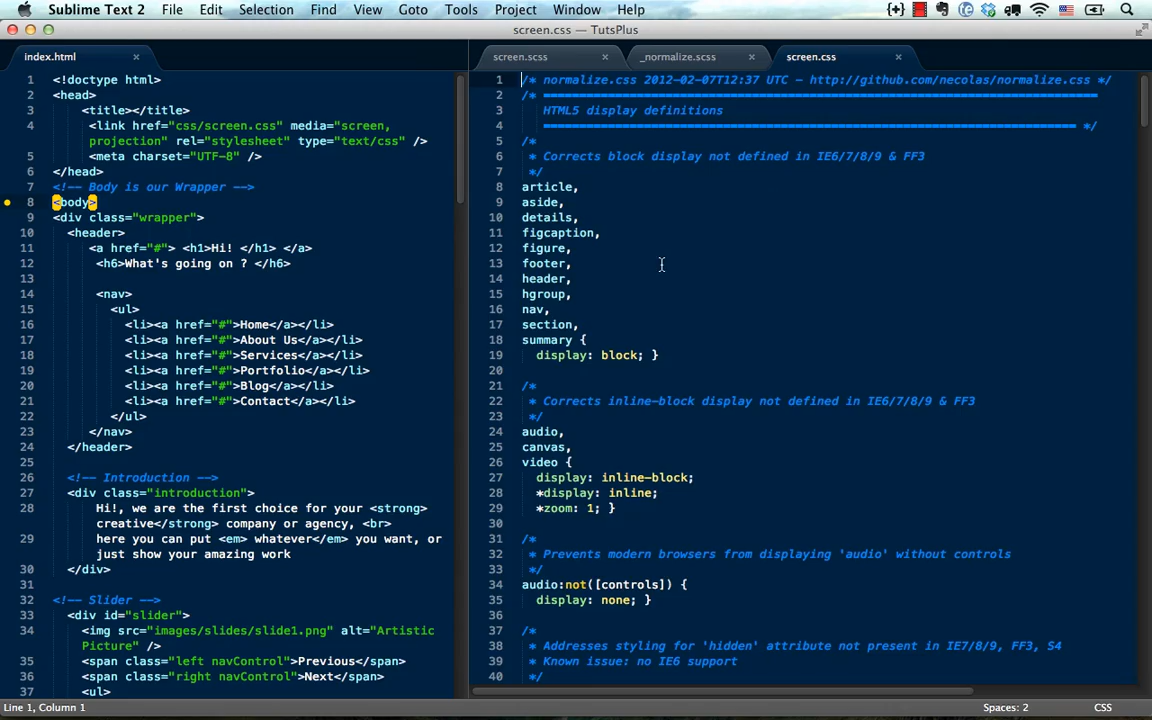 Sublime Text 2 File Edit Selection Find View Goto Tools Project Window Help
screen.css — TutsPlus
index.html
1 <!doctype html>
2 <head>
3 <title></title>
4 <link href="css/screen.css" media="screen,
projection" rel="stylesheet" type="text/css" />
5 <meta charset="UTF-8" />
6 </head>
7 <!-- Body is our Wrapper -->
8 <body>
9 <div class="wrapper">
10 <header>
11 <a href="#"> <h1>Hi! </h1> </a>
12 <h6>What's going on ? </h6>
13
14 <nav>
15 <ul>
16 <li><a href="#">Home</a></li>
17 <li><a href="#">About Us</a></li>
18 <li><a href="#">Services</a></li>
19 <li><a href="#">Portfolio</a></li>
20 <li><a href="#">Blog</a></li>
21 <li><a href="#">Contact</a></li>
22 </ul>
23 </nav>
24 </header>
25
26 <!-- Introduction -->
27 <div class="introduction">
28 Hi!, we are the first choice for your <strong>
creative</strong> company or agency, <br>
29 here you can put <em> whatever</em> you want, or
just show your amazing work
30 </div>
31
32 <!-- Slider -->
33 <div id="slider">
34 <img src="images/slides/slide1.png" alt="Artistic
Picture" />
35 <span class="left navControl">Previous</span>
36 <span class="right navControl">Next</span>
37 <ul>
screen.scss _normalize.scss screen.css
1 /* normalize.css 2012-02-07T12:37 UTC - http://github.com/necolas/normalize.css */
2 /* =============================================================================
3 HTML5 display definitions
4 ========================================================================== */
5 /*
6 * Corrects block display not defined in IE6/7/8/9 & FF3
7 */
8 article,
9 aside,
10 details,
11 figcaption,
12 figure,
13 footer,
14 header,
15 hgroup,
16 nav,
17 section,
18 summary {
19 display: block; }
20
21 /*
22 * Corrects inline-block display not defined in IE6/7/8/9 & FF3
23 */
24 audio,
25 canvas,
26 video {
27 display: inline-block;
28 *display: inline;
29 *zoom: 1; }
30
31 /*
32 * Prevents modern browsers from displaying 'audio' without controls
33 */
34 audio:not([controls]) {
35 display: none; }
36
37 /*
38 * Addresses styling for 'hidden' attribute not present in IE7/8/9, FF3, S4
39 * Known issue: no IE6 support
40 */
Line 1, Column 1 Spaces: 2 CSS